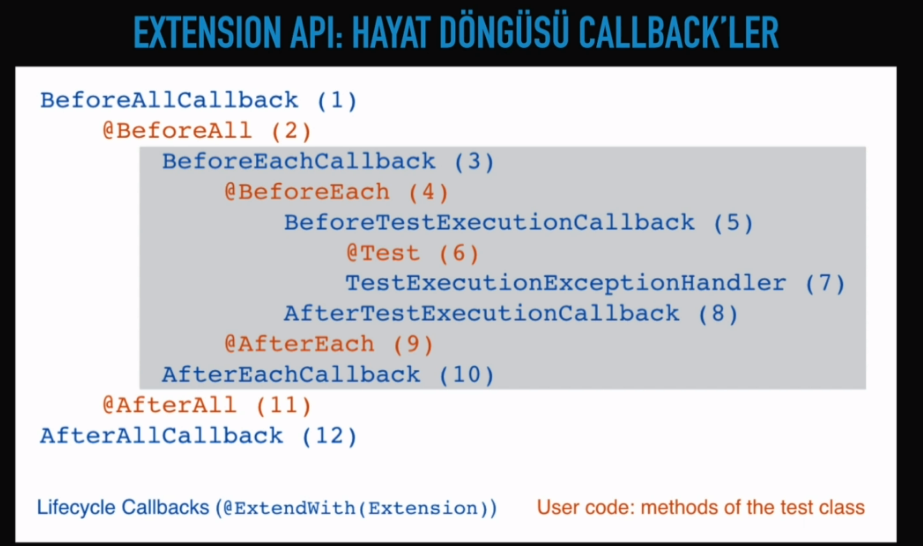 EXTENSION API: HAYAT DÖNGÜSÜ CALLBACK’LER
BeforeAllCallback (1)
@BeforeAll (2)
BeforeEachCallback (3)
@BeforeEach (4)
BeforeTestExecutionCallback (5)
@Test (6)
TestExecutionExceptionHandler (7)
AfterTestExecutionCallback (8)
@AfterEach (9)
AfterEachCallback (10)
@AfterAll (11)
AfterAllCallback (12)
Lifecycle Callbacks (@ExtendWith(Extension)) User code: methods of the test class